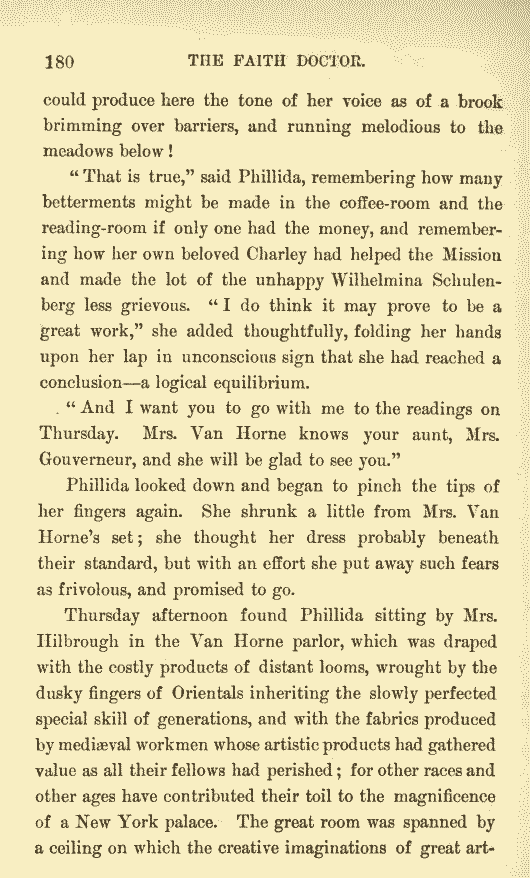 180 THE FAITH DOCTOR.
could produce here the tone of her voice as of a brook
brimming over barriers, and running melodious to the
meadows below !
“ That is true,” said Phillida, remembering how many
betterments might be made in the coffee-room and the
reading-room if only one had the money, and remember-
ing how her own beloved Charley had helped the Mission
and made the lot of the unhappy Wilhelmina Schulen-
berg less grievous. “ I do think it may prove to be a
great work,” she added thoughtfully, folding her hands
upon her lap in unconscious sign that she had reached a
conclusion—a logical equilibrium.
“ And I want you to go with me to the readings on
Thursday. Mrs. Van Horne knows your aunt, Mrs.
Gouverneur, and she will be glad to see you.”
Phillida looked down and began to pinch the tips of
her fingers again. She shrunk a little from Mrs. Van
Horne’s set ; she thought her dress probably beneath
their standard, but with an effort she put away such fears
as frivolous, and promised to go.
Thursday afternoon found Phillida sitting by Mrs.
Hilbrough in the Van Horne parlor, which was draped
with the costly products of distant looms, wrought by the
dusky fingers of Orientals inheriting the slowly perfected
special skill of generations, and with the fabrics produced
by mediæval workmen whose artistic products had gathered
value as all their fellows had perished ; for other races and
other ages have contributed their toil to the magnificence
of a New York palace. The great room was spanned by
a ceiling on which the creative imaginations of great art-